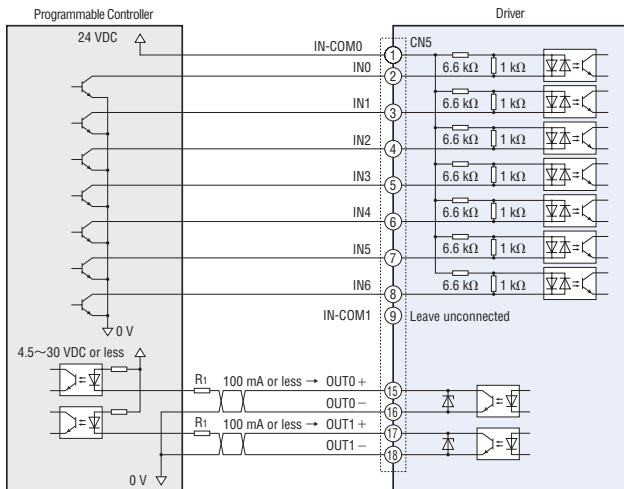 Programmable Controller
Driver
24 VDC
IN-COM0
1
CN5
6.6 kΩ 1 kΩ
IN0
2
6.6 kΩ 1 kΩ
IN1
3
6.6 kΩ 1 kΩ
IN2
4
6.6 kΩ 1 kΩ
IN3
5
6.6 kΩ 1 kΩ
IN4
6
6.6 kΩ 1 kΩ
IN5
7
6.6 kΩ 1 kΩ
IN6
8
0 V
IN-COM1
9
Leave unconnected
4.5~30 VDC or less
R1
100 mA or less → OUT0+
15
OUT0−
16
R1
100 mA or less → OUT1+
17
OUT1−
18
0 V